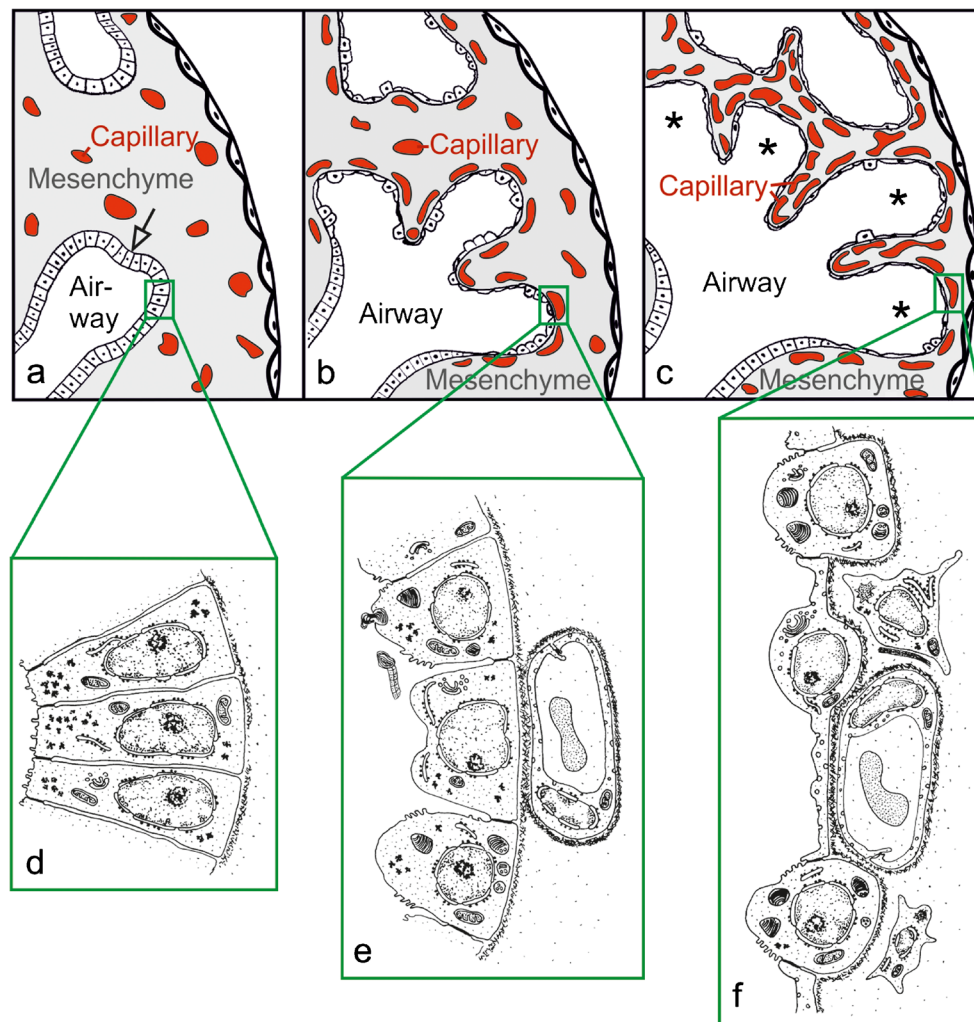 Capillary
Mesenchyme
Air-
way
a
Capillary
Airway
Mesenchyme
b
*
*
Capillary
*
Airway
*
Mesenchyme
c
d
e
f